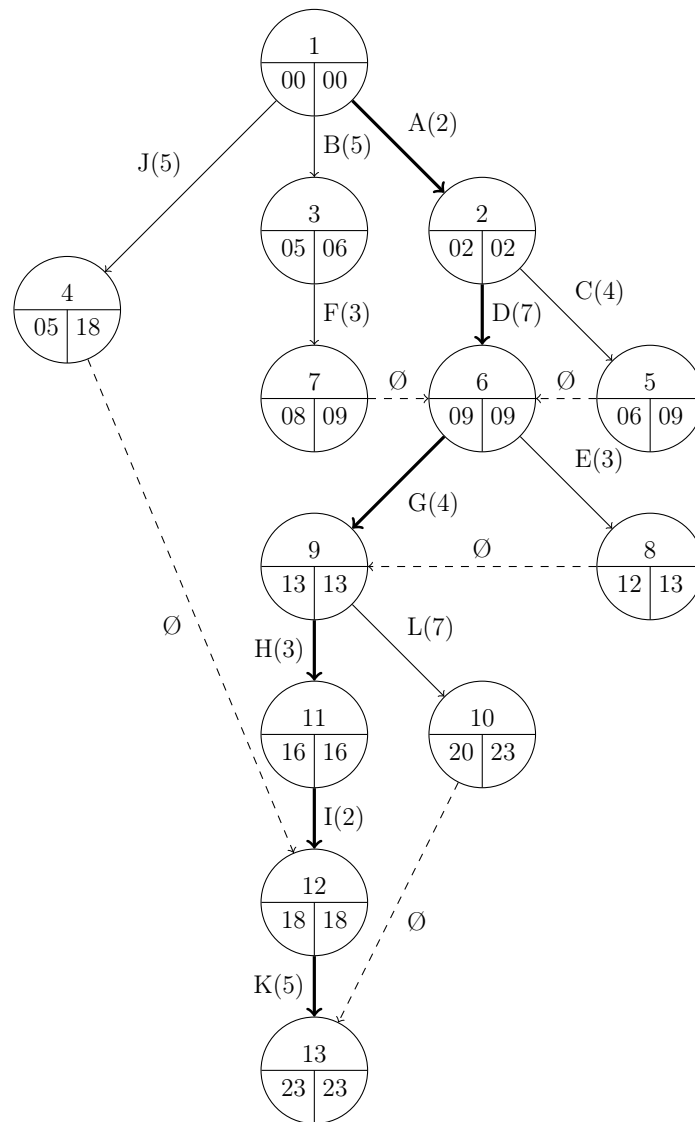 1
00 00
A(2)
B(5)
J(5)
3
05 06
2
02 02
4
05 18
C(4)
F(3)
D(7)
7
08 09
Ø
6
09 09
Ø
5
06 09
E(3)
G(4)
9
13 13
Ø
8
12 13
Ø
H(3)
L(7)
11
16 16
10
20 23
I(2)
12
18 18
Ø
K(5)
13
23 23